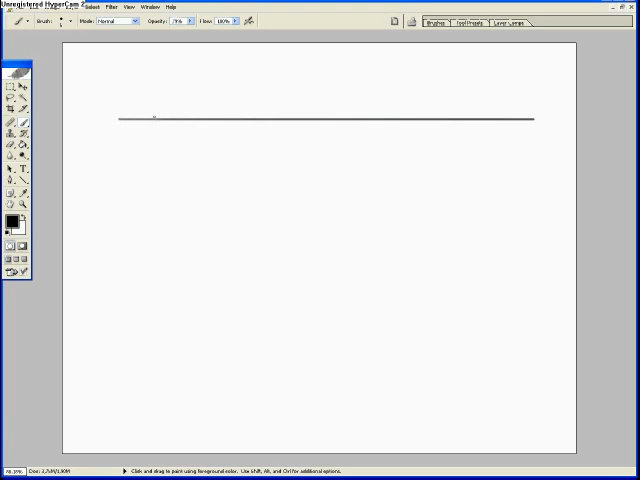 Unregistered HyperCam 2
Select Filter View Window Help
Brush: Mode: Normal Opacity: 79% Flow: 100%
Brushes Tool Presets Layer Comps
T
Click and drag to paint using foreground color. Use Shift, Alt, and Ctrl for additional options.